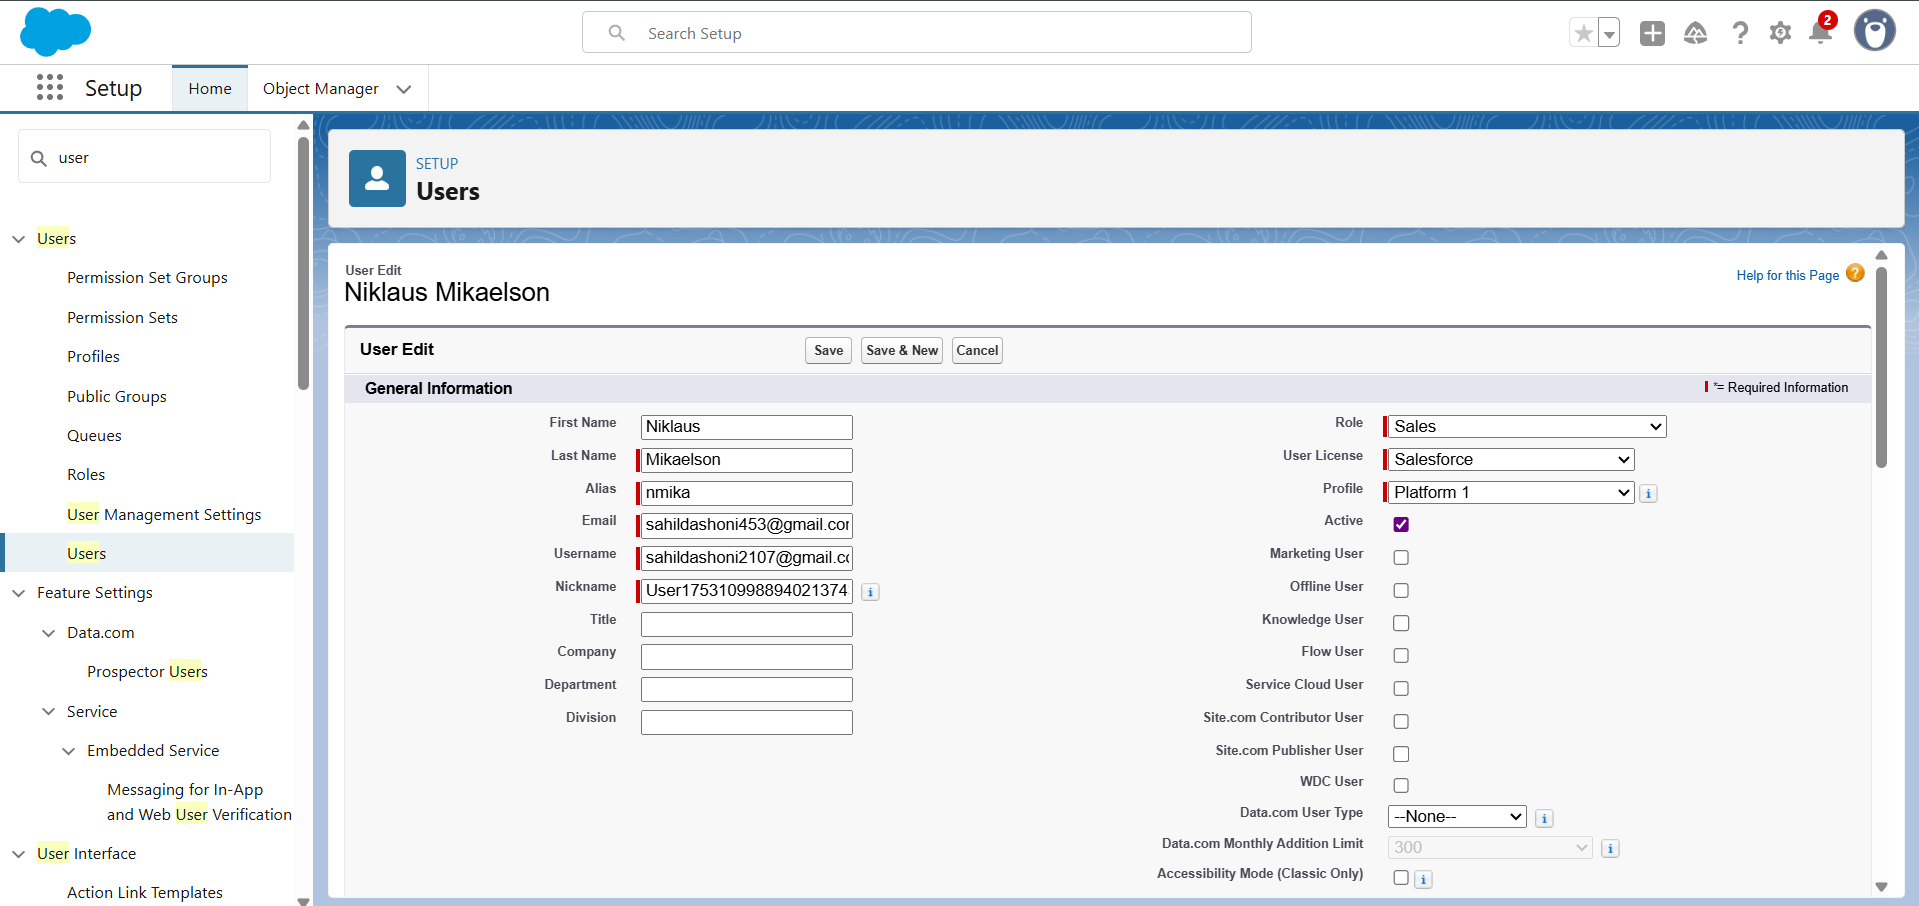 Search Setup
2
Setup
Home
Object Manager
user
Users
Permission Set Groups
Permission Sets
Profiles
Public Groups
Queues
Roles
User Management Settings
Users
Feature Settings
Data.com
Prospector Users
Service
Embedded Service
Messaging for In-App
and Web User Verification
User Interface
Action Link Templates
SETUP
Users
User Edit
Niklaus Mikaelson
Help for this Page ?
User Edit
Save
Save & New
Cancel
General Information
*= Required Information
First Name Niklaus
Last Name Mikaelson
Alias nmika
Email sahildashoni453@gmail.cor
Username sahildashoni2107@gmail.co
Nickname User175310998894021374 i
Title
Company
Department
Division
Role Sales
User License Salesforce
Profile Platform 1 i
Active
Marketing User
Offline User
Knowledge User
Flow User
Service Cloud User
Site.com Contributor User
Site.com Publisher User
WDC User
Data.com User Type --None-- i
Data.com Monthly Addition Limit 300 i
Accessibility Mode (Classic Only) i